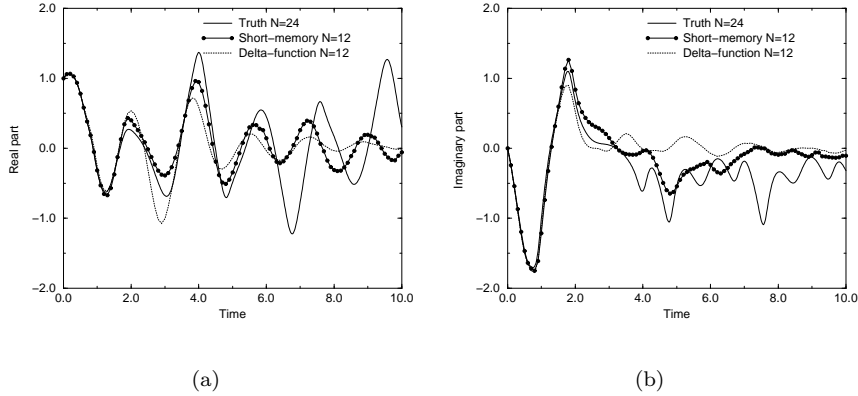 2.0
1.0
0.0
−1.0
−2.0
Real part
0.0 2.0 4.0 6.0 8.0 10.0
Time
Truth N=24
Short−memory N=12
Delta−function N=12
(a)
2.0
1.0
0.0
−1.0
−2.0
Imaginary part
0.0 2.0 4.0 6.0 8.0 10.0
Time
Truth N=24
Short−memory N=12
Delta−function N=12
(b)